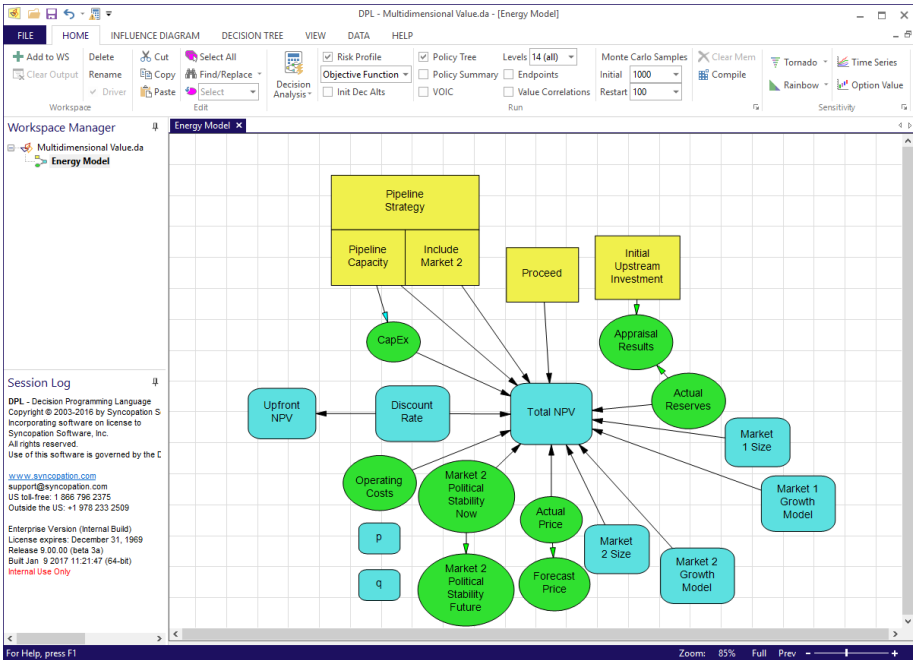 DPL - Multidimensional Value.da - [Energy Model]
FILE HOME INFLUENCE DIAGRAM DECISION TREE VIEW DATA HELP
Add to WS
Clear Output
Workspace
Delete
Rename
Driver
Cut
Copy
Paste
Select All
Find/Replace
Select
Edit
Decision
Analysis
Risk Profile
Objective Function
Init Dec Alts
Policy Tree
Policy Summary
VOIC
Levels 14 (all)
Endpoints
Value Correlations
Run
Monte Carlo Samples
Initial 1000
Restart 100
Clear Mem
Compile
Tornado
Rainbow
Time Series
Option Value
Sensitivity
Workspace Manager
Multidimensional Value.da
Energy Model
Session Log
DPL - Decision Programming Language
Copyright © 2003-2016 by Syncopation S
Incorporating software on license to
Syncopation Software, Inc.
All rights reserved.
Use of this software is governed by the D
www.syncopation.com
support@syncopation.com
US toll-free: 1 866 796 2375
Outside the US: +1 978 233 2509
Enterprise Version (Internal Build)
License expires: December 31, 1969
Release 9.00.00 (beta 3a)
Built Jan 9 2017 11:21:47 (64-bit)
Internal Use Only
Energy Model
Pipeline
Strategy
Pipeline
Capacity
Include
Market 2
Proceed
Initial
Upstream
Investment
CapEx
Appraisal
Results
Upfront
NPV
Discount
Rate
Total NPV
Actual
Reserves
Market
1 Size
Operating
Costs
Market 2
Political
Stability
Now
Actual
Price
Market 1
Growth
Model
p
q
Market 2
Political
Stability
Future
Forecast
Price
Market
2 Size
Market 2
Growth
Model
For Help, press F1
Zoom: 85% Full Prev